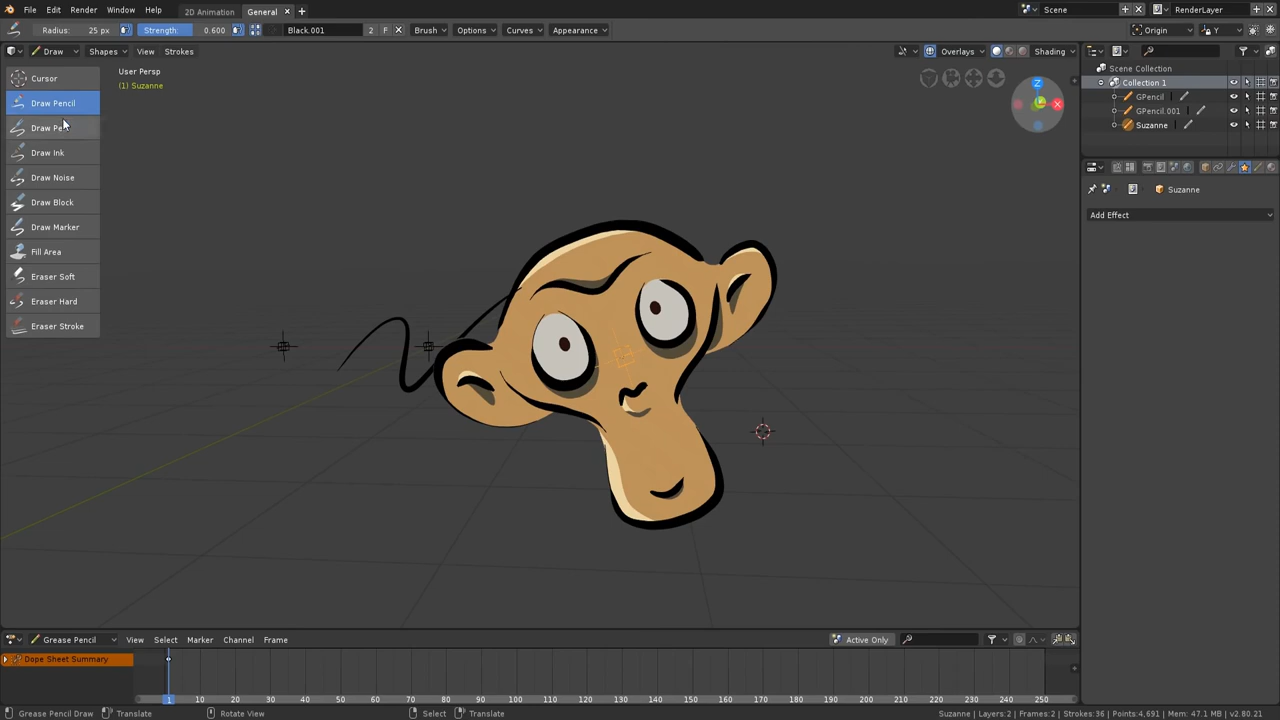 File Edit Render Window Help 2D Animation General Scene RenderLayer
Radius: 25 px Strength: 0.600 Black.001 2 F Brush Options Curves Appearance Origin Y
Draw Shapes View Strokes Overlays Shading
User Persp
(1) Suzanne
Z
X
Cursor
Draw Pencil
Draw
Draw Ink
Draw Noise
Draw Block
Draw Marker
Fill Area
Eraser Soft
Eraser Hard
Eraser Stroke
Scene Collection
Collection 1
GPencil
GPencil.001
Suzanne
Suzanne
Add Effect
Grease Pencil View Select Marker Channel Frame Active Only
Dope Sheet Summary
1 10 20 30 40 50 60 70 80 90 100 110 120 130 140 150 160 170 180 190 200 210 220 230 240 250
Grease Pencil Draw Translate Rotate View Select Translate Suzanne | Layers:2 | Frames:2 | Strokes:36 | Points:4,691 | Mem: 47.1 MB | v2.80.21